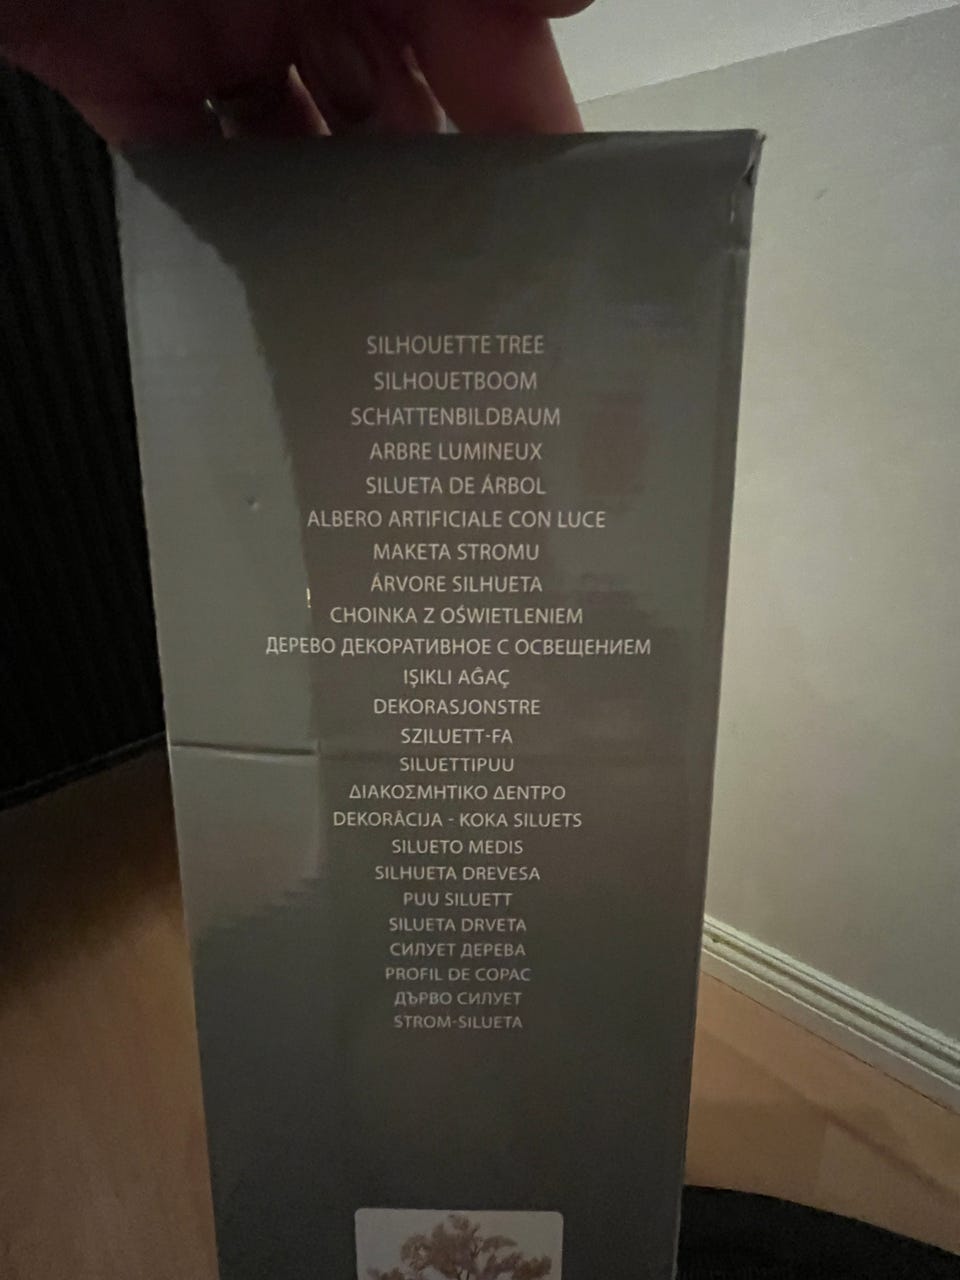 SILHOUETTE TREE
SILHOUETBOOM
SCHATTENBILDBAUM
ARBRE LUMINEUX
SILUETA DE ÁRBOL
ALBERO ARTIFICIALE CON LUCE
MAKETA STROMU
ÁRVORE SILHUETA
CHOINKA Z OŚWIETLENIEM
ДЕРЕВО ДЕКОРАТИВНОЕ С ОСВЕЩЕНИЕМ
IŞIKLI AĜAÇ
DEKORASJONSTRE
SZILUETT-FA
SILUETTIPUU
ΔΙΑΚΟΣΜΗΤΙΚΟ ΔΕΝΤΡΟ
DEKORĀCIJA - KOKA SILUETS
SILUETO MEDIS
SILHUETA DREVESA
PUU SILUETT
SILUETA DRVETA
СИЛУЕТ ДЕРЕВА
PROFIL DE COPAC
ДЪРВО СИЛУЕТ
STROM-SILUETA